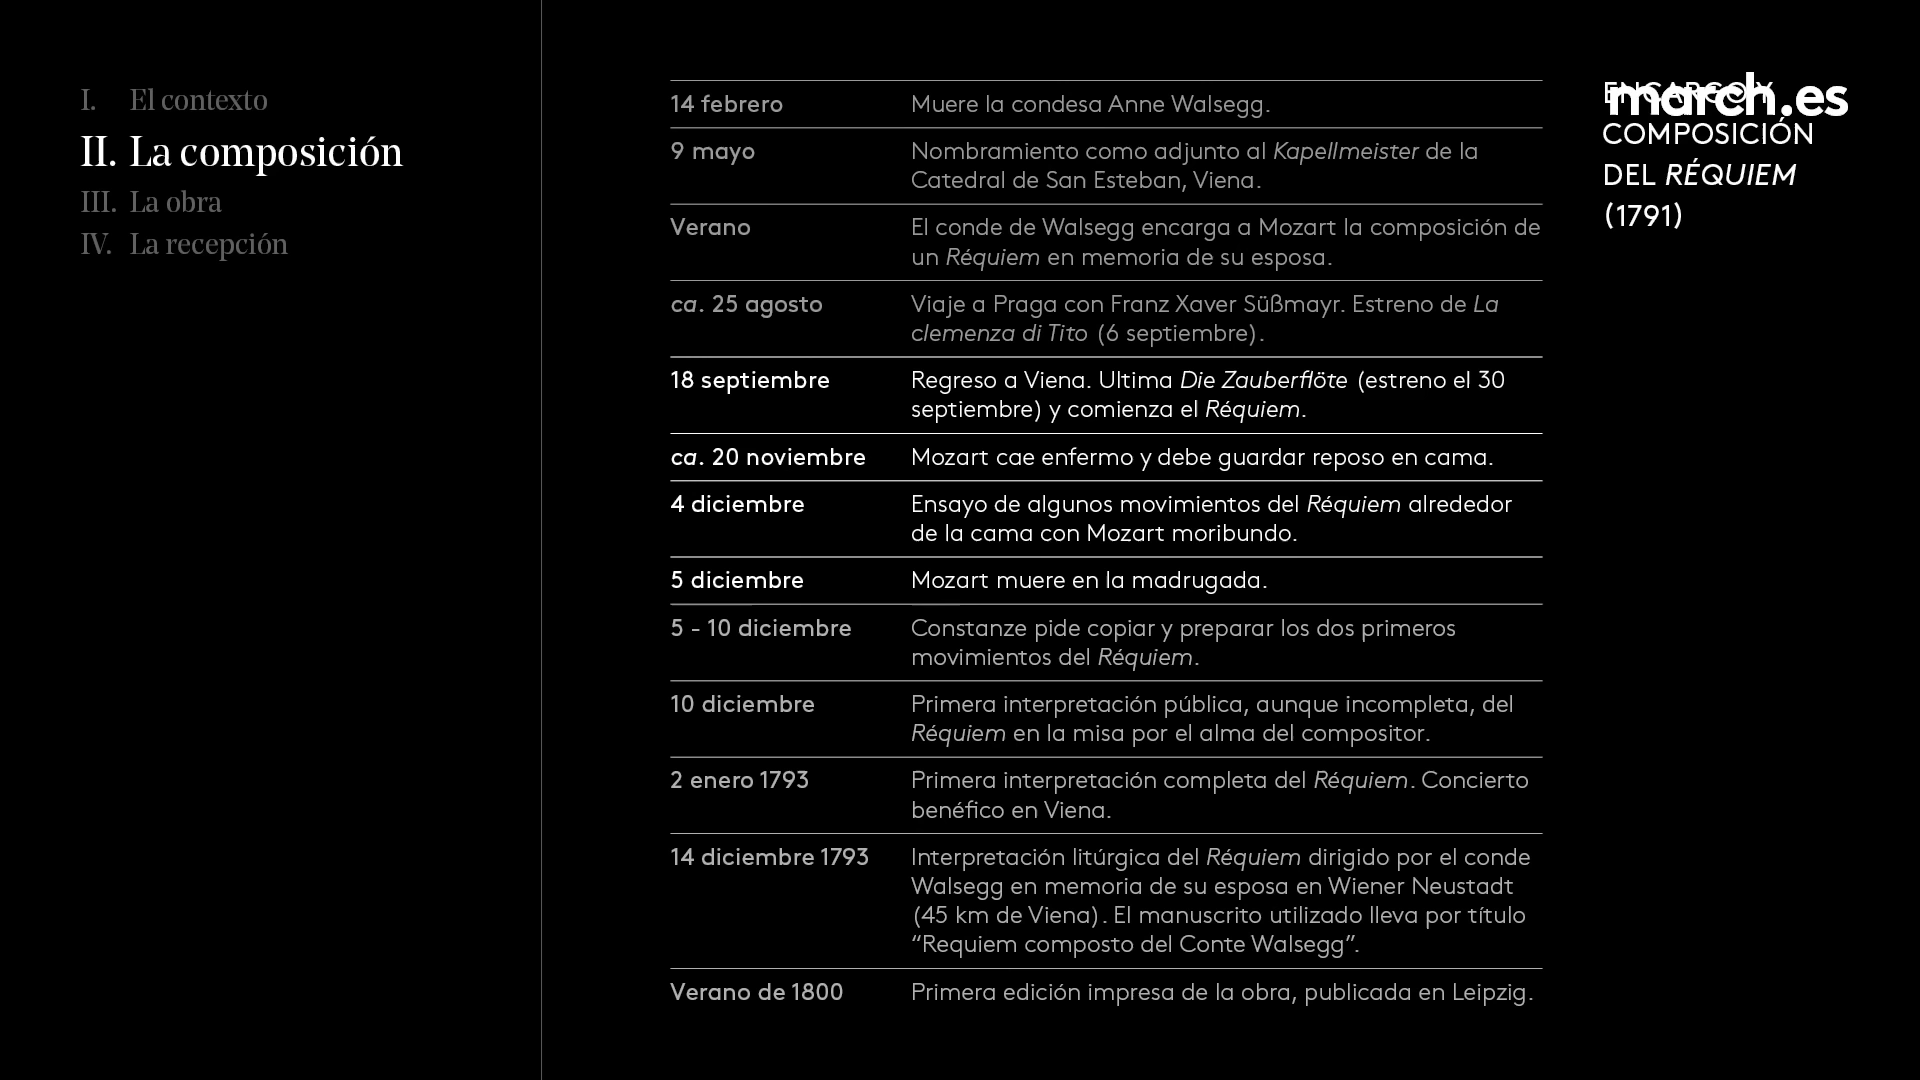 I. El contexto
II. La composición
III. La obra
IV. La recepción
14 febrero Muere la condesa Anne Walsegg.
9 mayo Nombramiento como adjunto al Kapellmeister de la
Catedral de San Esteban, Viena.
Verano El conde de Walsegg encarga a Mozart la composición de
un Réquiem en memoria de su esposa.
ca. 25 agosto Viaje a Praga con Franz Xaver Süßmayr. Estreno de La
clemenza di Tito (6 septiembre).
18 septiembre Regreso a Viena. Ultima Die Zauberflöte (estreno el 30
septiembre) y comienza el Réquiem.
ca. 20 noviembre Mozart cae enfermo y debe guardar reposo en cama.
4 diciembre Ensayo de algunos movimientos del Réquiem alrededor
de la cama con Mozart moribundo.
5 diciembre Mozart muere en la madrugada.
5 - 10 diciembre Constanze pide copiar y preparar los dos primeros
movimientos del Réquiem.
10 diciembre Primera interpretación pública, aunque incompleta, del
Réquiem en la misa por el alma del compositor.
2 enero 1793 Primera interpretación completa del Réquiem. Concierto
benéfico en Viena.
14 diciembre 1793 Interpretación litúrgica del Réquiem dirigido por el conde
Walsegg en memoria de su esposa en Wiener Neustadt
(45 km de Viena). El manuscrito utilizado lleva por título
“Requiem composto del Conte Walsegg”.
Verano de 1800 Primera edición impresa de la obra, publicada en Leipzig.
ENCARGO Y
COMPOSICIÓN
DEL RÉQUIEM
(1791)
march.es